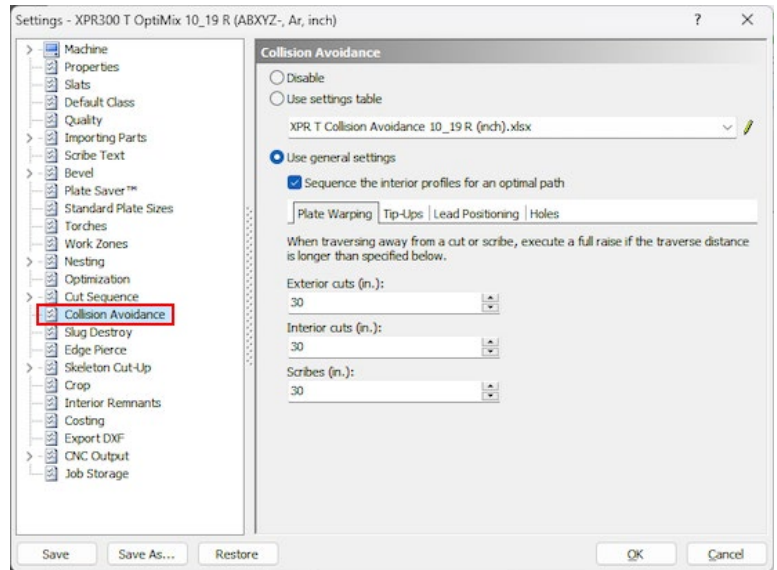 Settings - XPR300 T OptiMix 10_19 R (ABXYZ-, Ar, inch)
?
Machine
Properties
Slats
Default Class
Quality
Importing Parts
Scribe Text
Bevel
Plate Saver™
Standard Plate Sizes
Torches
Work Zones
Nesting
Optimization
Cut Sequence
Collision Avoidance
Slug Destroy
Edge Pierce
Skeleton Cut-Up
Crop
Interior Remnants
Costing
Export DXF
CNC Output
Job Storage
Collision Avoidance
Disable
Use settings table
XPR T Collision Avoidance 10_19 R (inch).xlsx
Use general settings
Sequence the interior profiles for an optimal path
Plate Warping Tip-Ups Lead Positioning Holes
When traversing away from a cut or scribe, execute a full raise if the traverse distance
is longer than specified below.
Exterior cuts (in.):
30
Interior cuts (in.):
30
Scribes (in.):
30
Save Save As... Restore OK Cancel